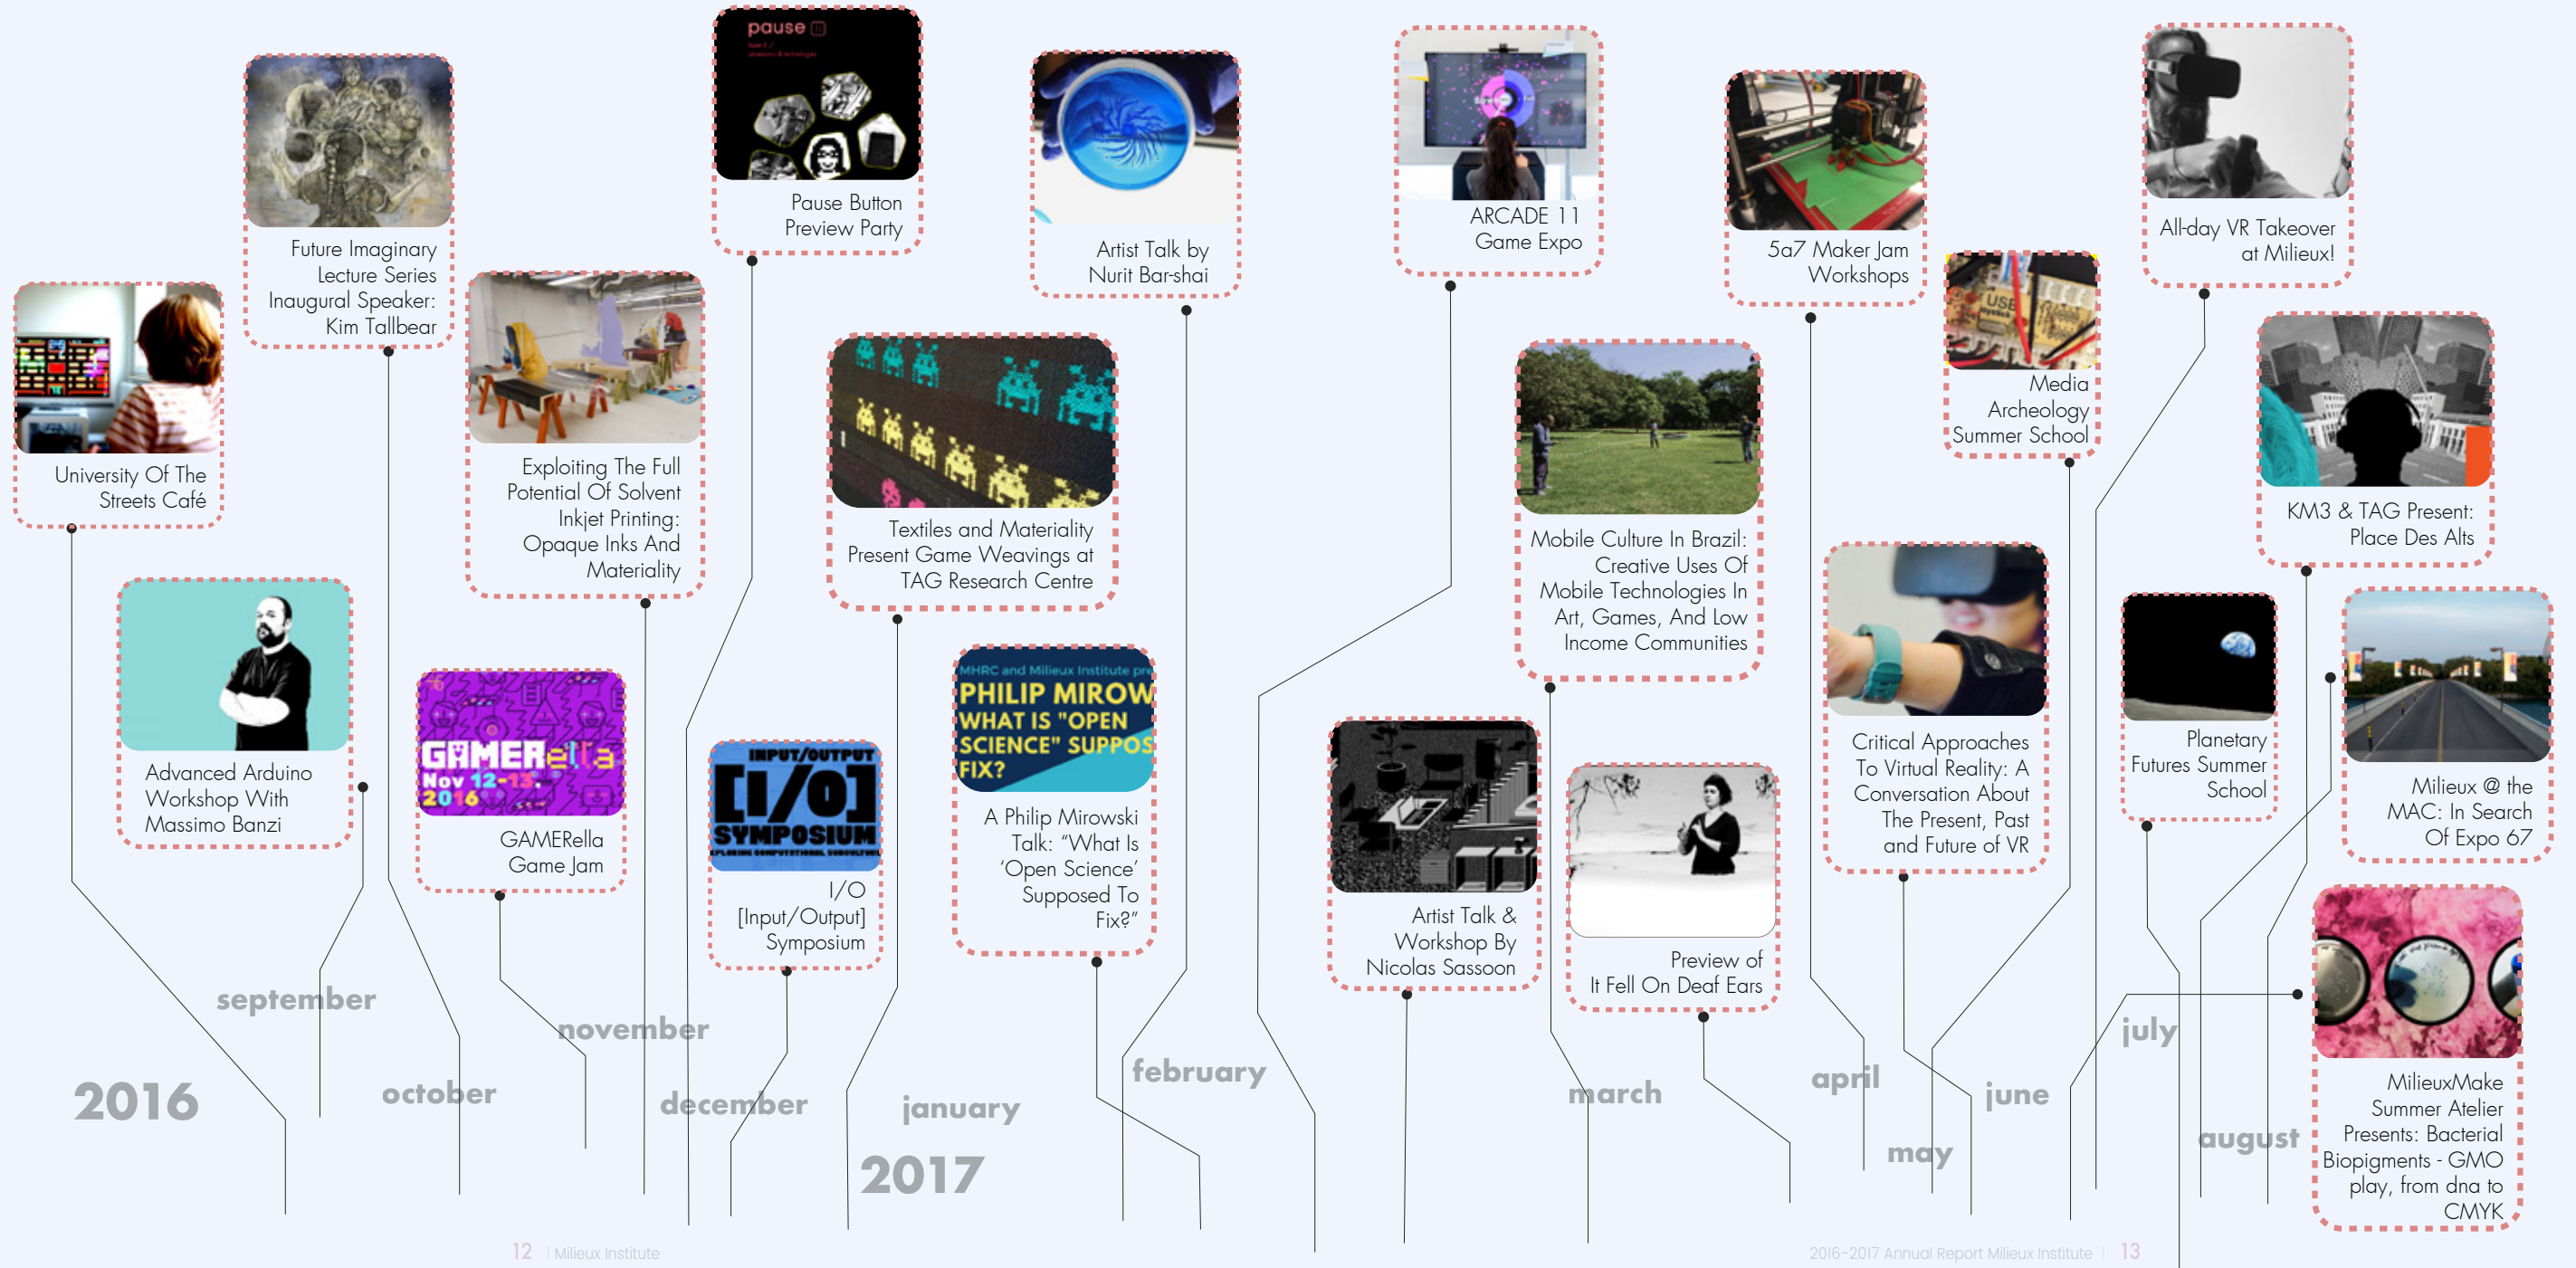 University Of The
Streets Café
Future Imaginary
Lecture Series
Inaugural Speaker:
Kim Tallbear
Advanced Arduino
Workshop With
Massimo Banzi
Exploiting The Full
Potential Of Solvent
Inkjet Printing:
Opaque Inks And
Materiality
GAMERella
Nov 12-13.
2016
GAMERella
Game Jam
pause
Pause Button
Preview Party
INPUT/OUTPUT
[I/O]
SYMPOSIUM
EXPLORING COMPUTATIONAL SUBCULTURE
I/O
[Input/Output]
Symposium
Textiles and Materiality
Present Game Weavings at
TAG Research Centre
MHRC and Milieux Institute pre
PHILIP MIROW
WHAT IS "OPEN
SCIENCE" SUPPOS
FIX?
A Philip Mirowski
Talk: “What Is
‘Open Science’
Supposed To
Fix?”
Artist Talk by
Nurit Bar-shai
ARCADE 11
Game Expo
Artist Talk &
Workshop By
Nicolas Sassoon
Mobile Culture In Brazil:
Creative Uses Of
Mobile Technologies In
Art, Games, And Low
Income Communities
Preview of
It Fell On Deaf Ears
5a7 Maker Jam
Workshops
Critical Approaches
To Virtual Reality: A
Conversation About
The Present, Past
and Future of VR
USB
Media
Archeology
Summer School
All-day VR Takeover
at Milieux!
Planetary
Futures Summer
School
KM3 & TAG Present:
Place Des Alts
Milieux @ the
MAC: In Search
Of Expo 67
MilieuxMake
Summer Atelier
Presents: Bacterial
Biopigments - GMO
play, from dna to
CMYK
2016
september
october
november
december
january
2017
february
march
april
may
june
july
august
12 | Milieux Institute
2016-2017 Annual Report Milieux Institute | 13